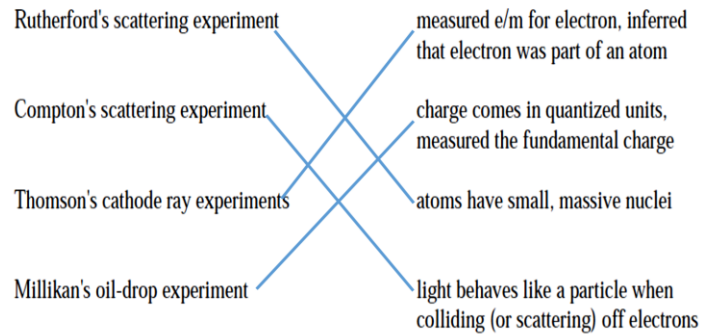 Rutherford's scattering experiment
measured e/m for electron, inferred
that electron was part of an atom
Compton's scattering experiment
charge comes in quantized units,
measured the fundamental charge
Thomson's cathode ray experiments
atoms have small, massive nuclei
Millikan's oil-drop experiment
light behaves like a particle when
colliding (or scattering) off electrons